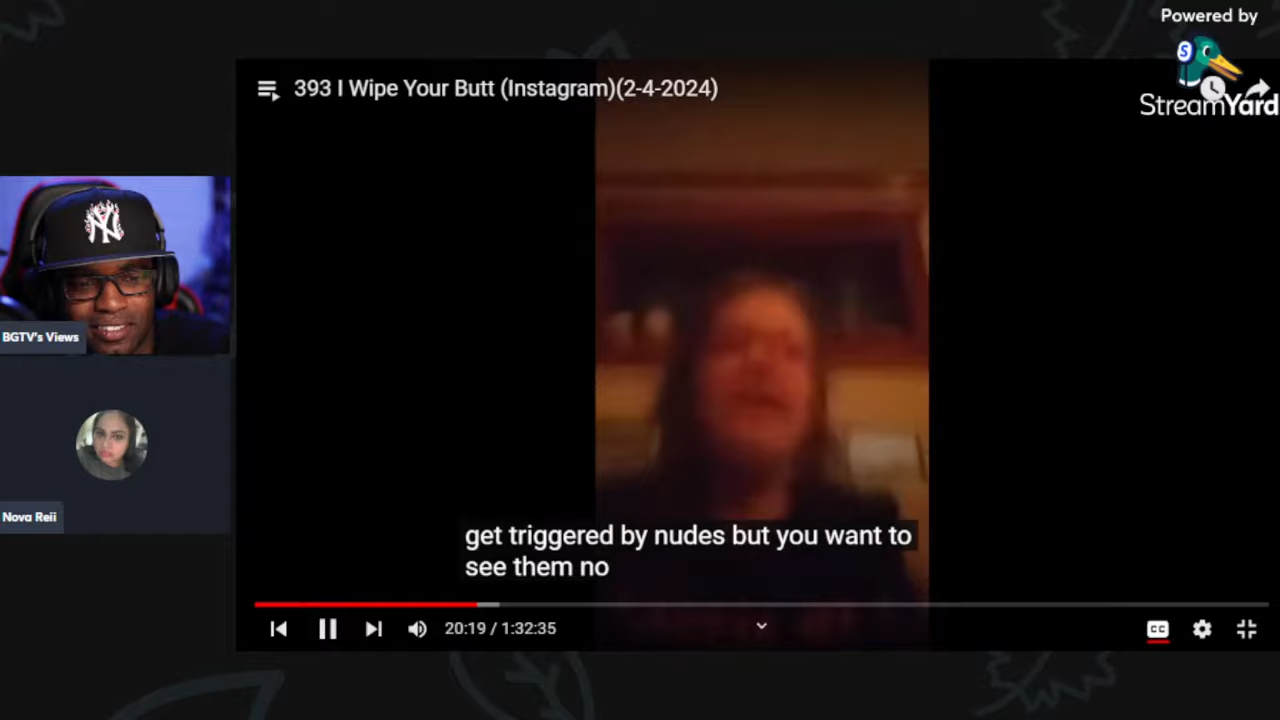 Powered by
StreamYard
393 I Wipe Your Butt (Instagram)(2-4-2024)
NY
BGTV's Views
Nova Reii
get triggered by nudes but you want to
see them no
20:19 / 1:32:35
CC